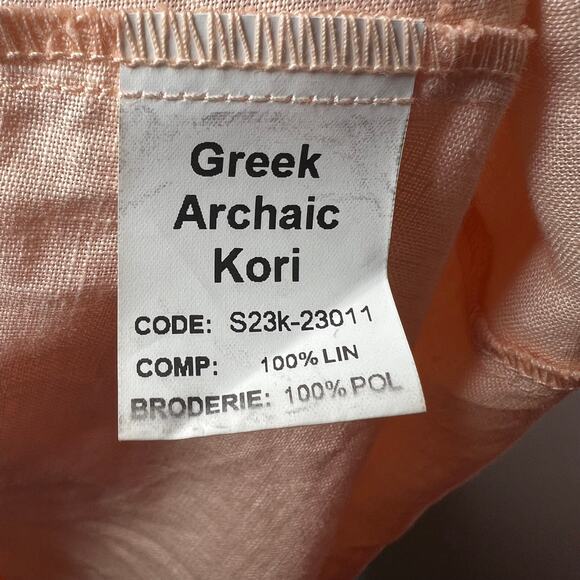 Greek
Archaic
Kori
CODE: S23k-23011
COMP: 100% LIN
BRODERIE: 100% POL